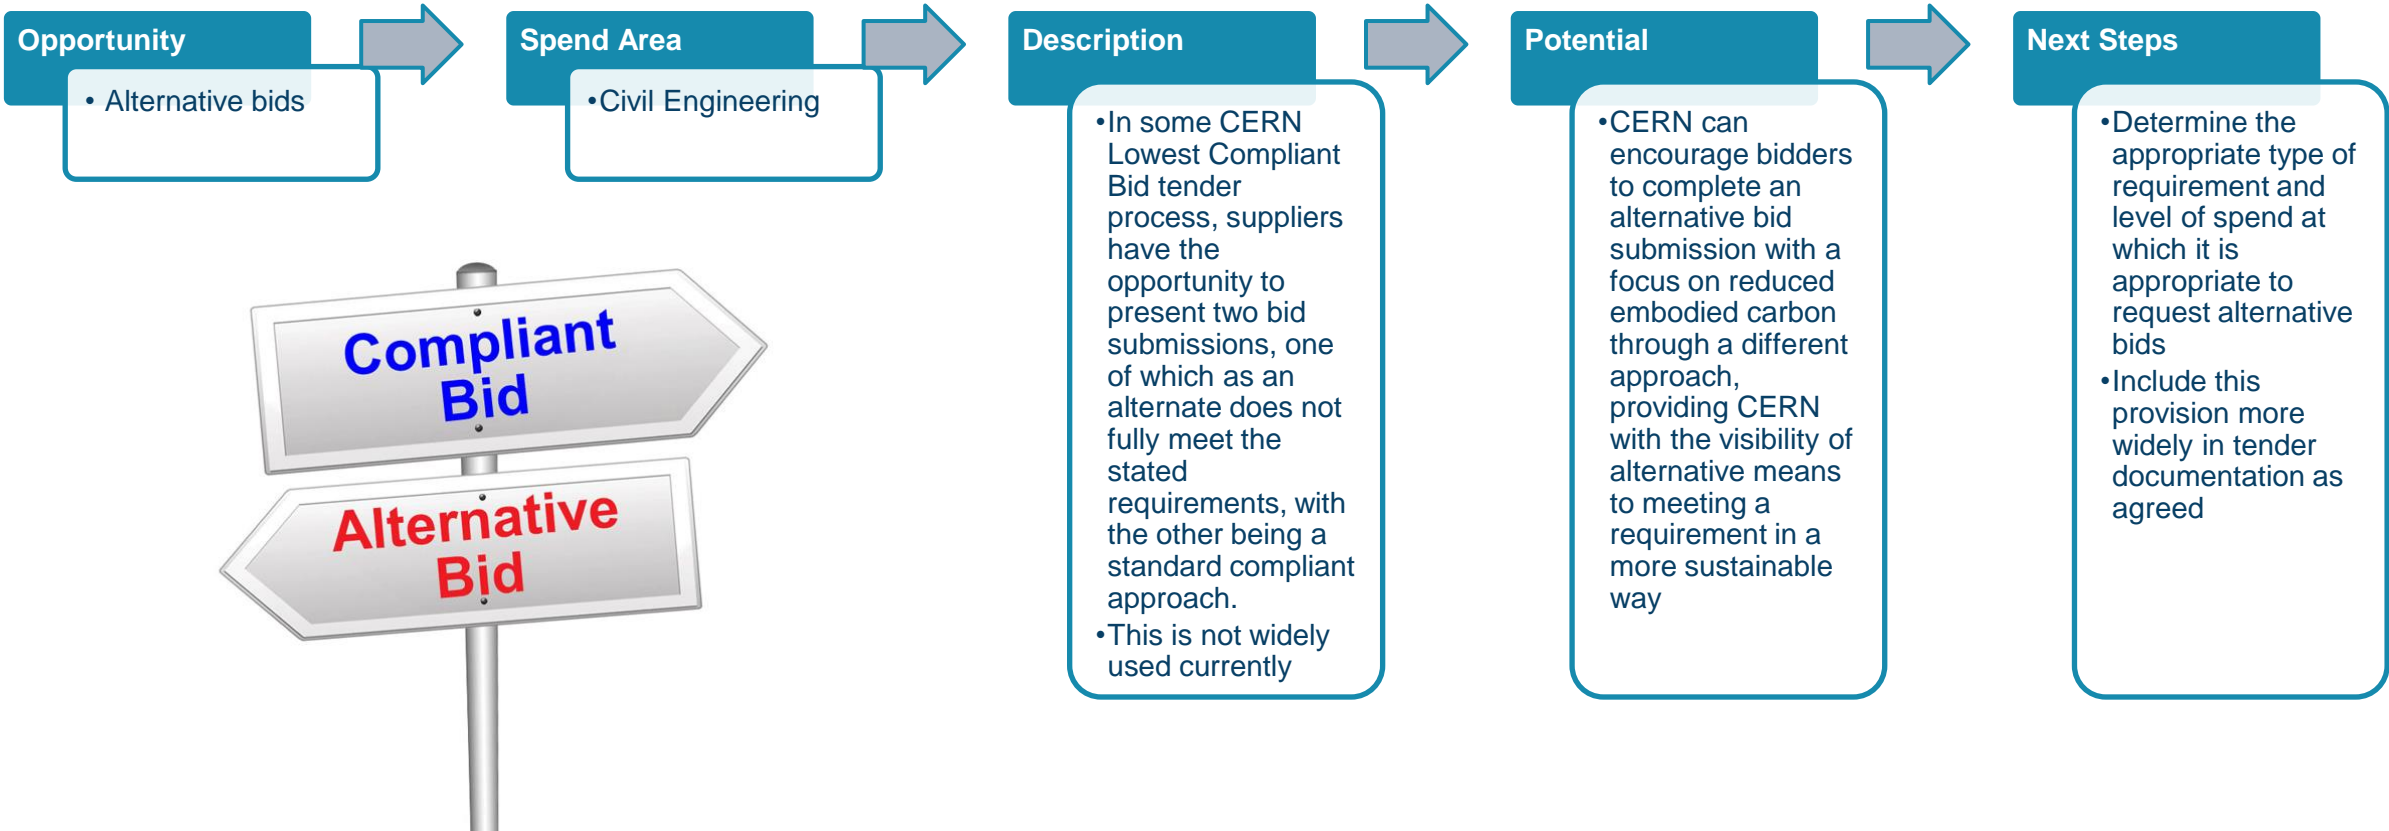 Opportunity
• Alternative bids
Spend Area
•Civil Engineering
Description
•In some CERN
Lowest Compliant
Bid tender
process, suppliers
have the
opportunity to
present two bid
submissions, one
of which as an
alternate does not
fully meet the
stated
requirements, with
the other being a
standard compliant
approach.
•This is not widely
used currently
Potential
•CERN can
encourage bidders
to complete an
alternative bid
submission with a
focus on reduced
embodied carbon
through a different
approach,
providing CERN
with the visibility of
alternative means
to meeting a
requirement in a
more sustainable
way
Next Steps
•Determine the
appropriate type of
requirement and
level of spend at
which it is
appropriate to
request alternative
bids
•Include this
provision more
widely in tender
documentation as
agreed
Compliant
Bid
Alternative
Bid